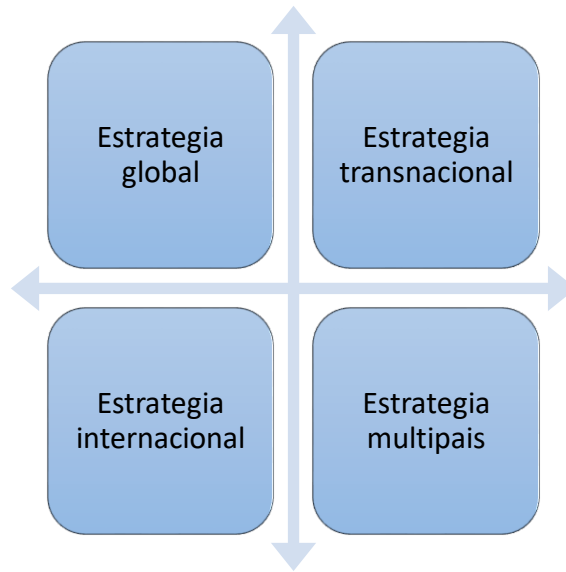 Estrategia
global
Estrategia
transnacional
Estrategia
internacional
Estrategia
multipais